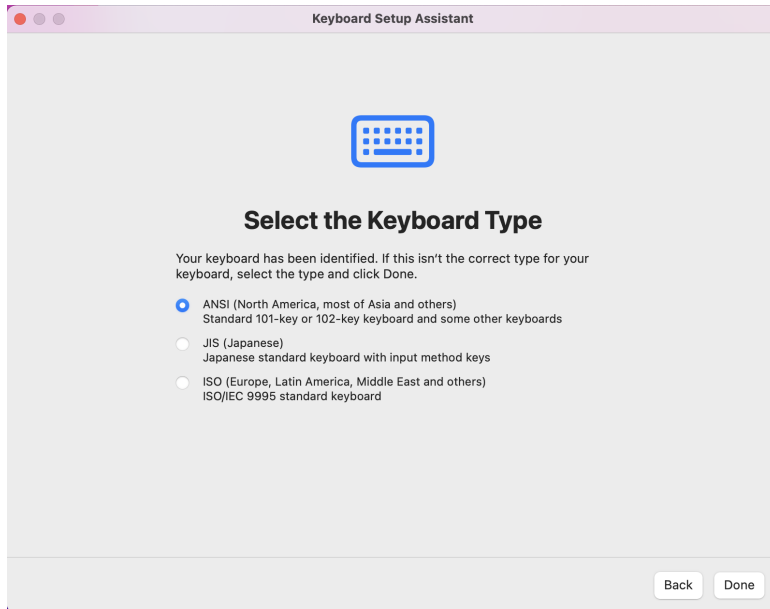 Keyboard Setup Assistant
Select the Keyboard Type
Your keyboard has been identified. If this isn't the correct type for your
keyboard, select the type and click Done.
ANSI (North America, most of Asia and others)
Standard 101-key or 102-key keyboard and some other keyboards
JIS (Japanese)
Japanese standard keyboard with input method keys
ISO (Europe, Latin America, Middle East and others)
ISO/IEC 9995 standard keyboard
Back Done